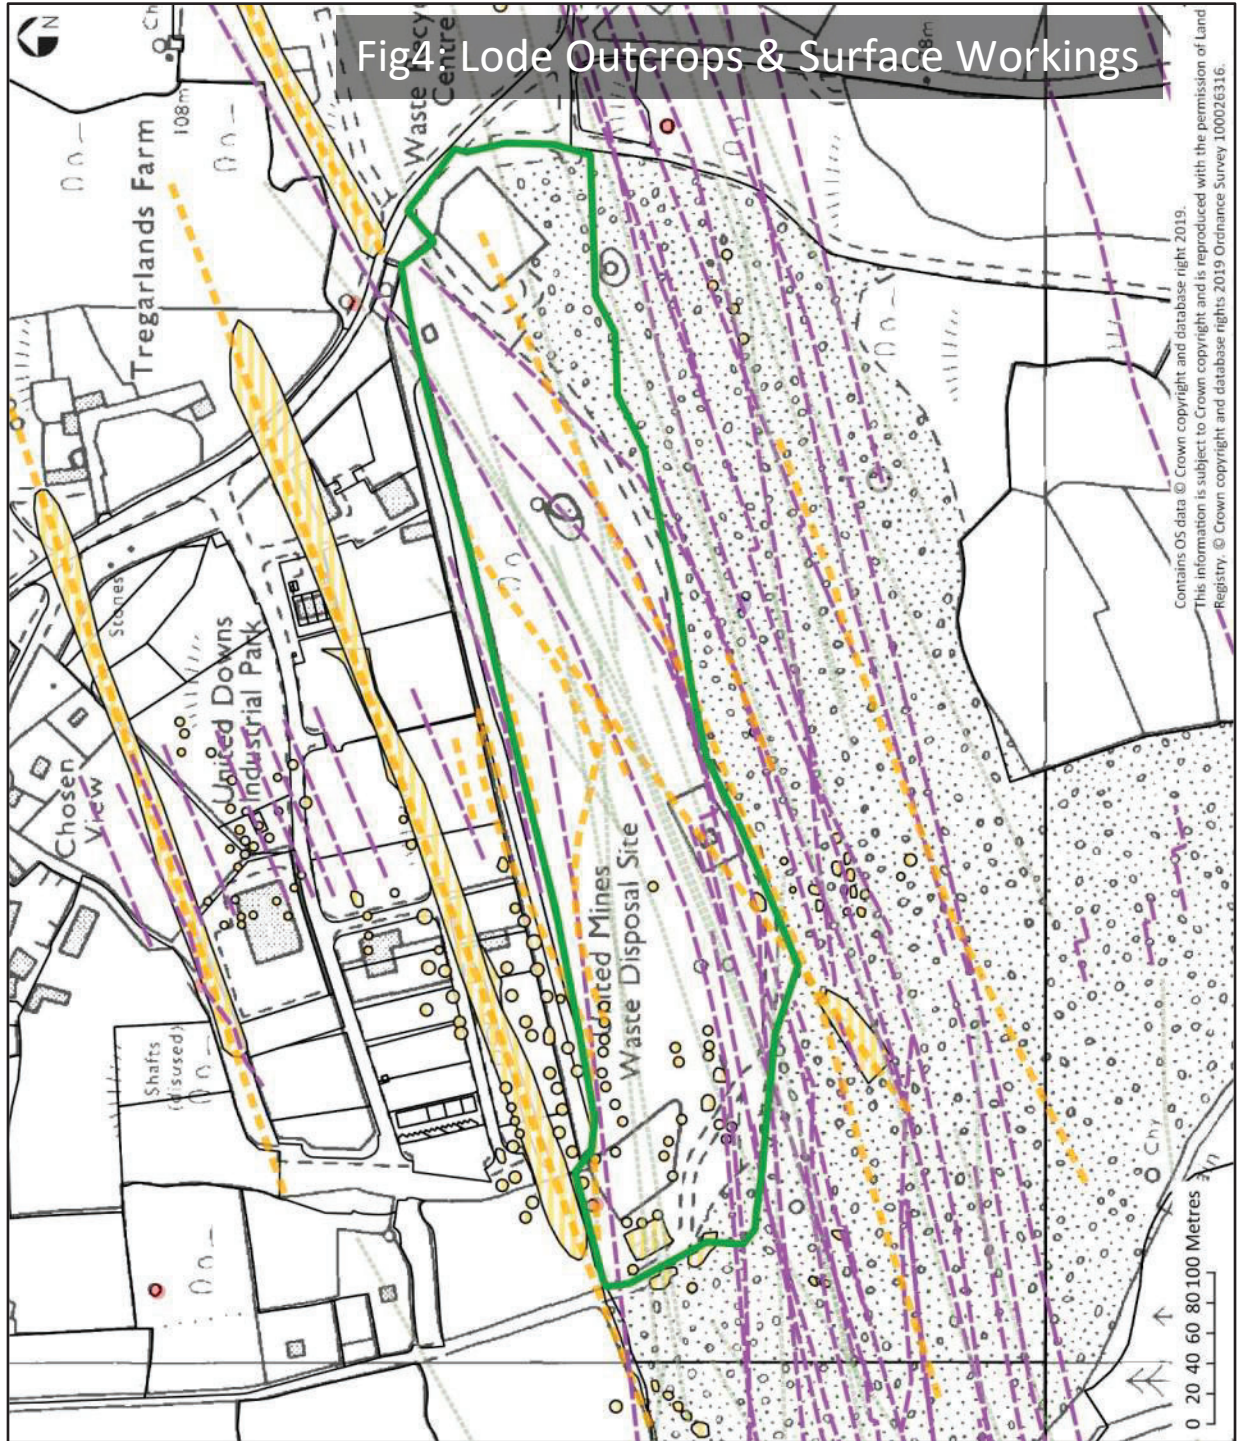 N
Fig4: Lode Outcrops & Surface Workings
Ch
108m
8m
Waste Recyc
Centre
Tregarlands Farm
Stones
United Downs
Industrial Park
Chosen
View
Shafts
(disused)
United Mines
Waste Disposal Site
Chy
0 20 40 60 80 100 Metres
Contains OS data © Crown copyright and database right 2019.
This information is subject to Crown copyright and is reproduced with the permission of Land
Registry. © Crown copyright and database rights 2019 Ordnance Survey 100026316.